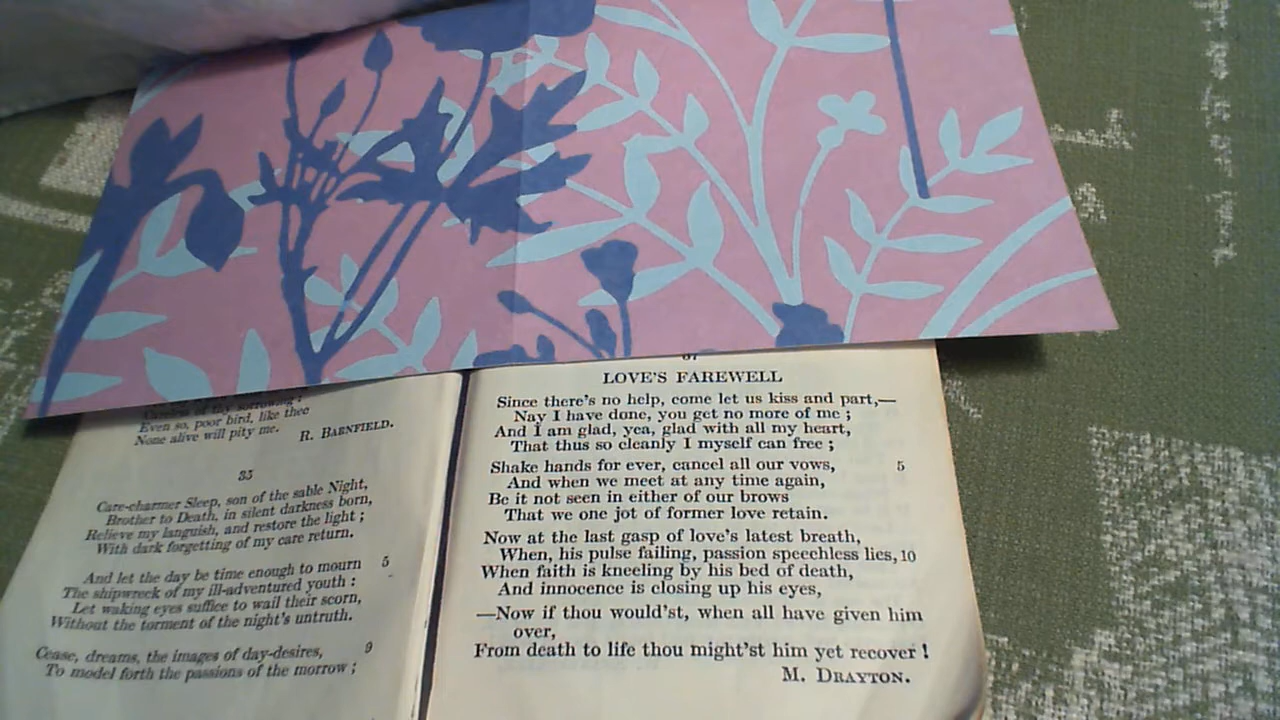 Even so, poor bird, like thee
None alive will pity me.
R. BARNFIELD.
35
Care-charmer Sleep, son of the sable Night,
Brother to Death, in silent darkness born,
Relieve my languish, and restore the light ;
With dark forgetting of my care return.
And let the day be time enough to mourn 5
The shipwreck of my ill-adventured youth :
Let waking eyes suffice to wail their scorn,
Without the torment of the night's untruth.
Cease, dreams, the images of day-desires, 9
To model forth the passions of the morrow ;
LOVE'S FAREWELL
Since there's no help, come let us kiss and part,—
Nay I have done, you get no more of me ;
And I am glad, yea, glad with all my heart,
That thus so cleanly I myself can free ;
Shake hands for ever, cancel all our vows, 5
And when we meet at any time again,
Be it not seen in either of our brows
That we one jot of former love retain.
Now at the last gasp of love's latest breath,
When, his pulse failing, passion speechless lies, 10
When faith is kneeling by his bed of death,
And innocence is closing up his eyes,
—Now if thou would'st, when all have given him
over,
From death to life thou might'st him yet recover !
M. DRAYTON.